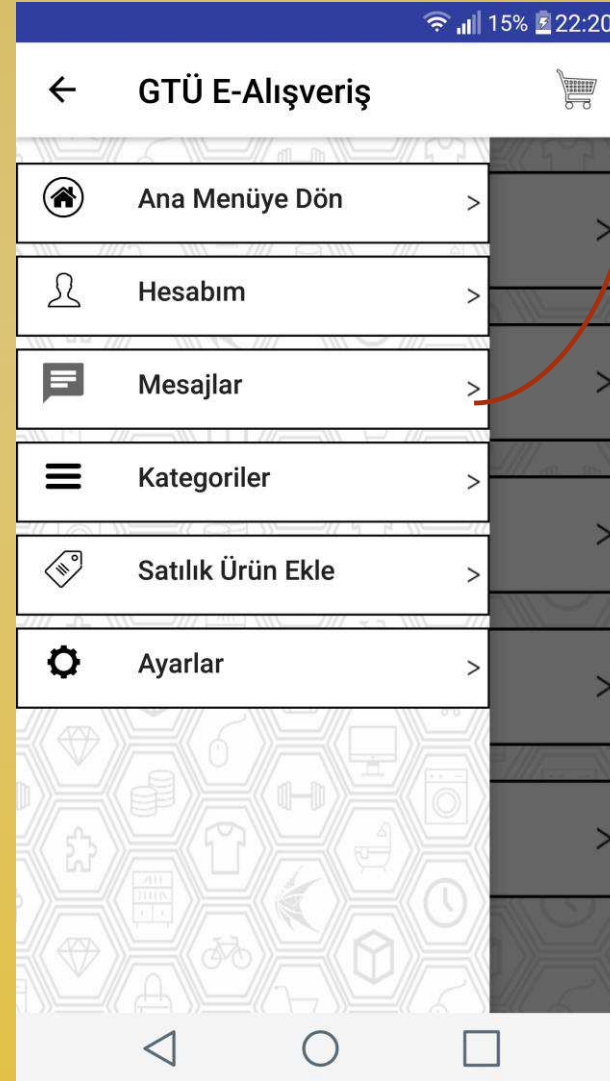 15% 22:20
GTÜ E-Alışveriş
Ana Menüye Dön >
Hesabım >
Mesajlar >
Kategoriler >
Satılık Ürün Ekle >
Ayarlar >